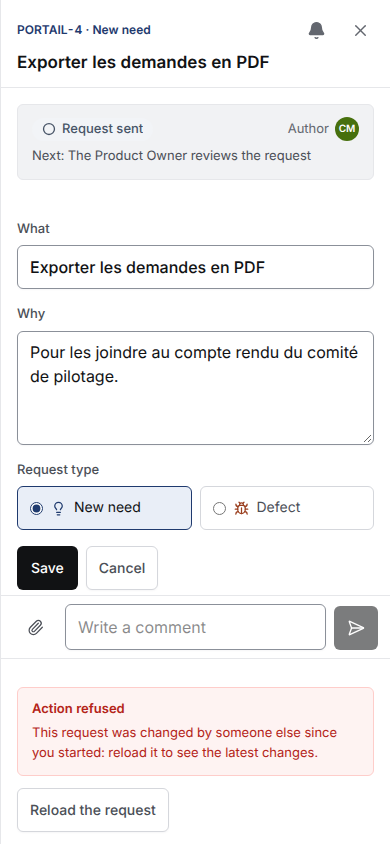 PORTAIL-4 · New need
Exporter les demandes en PDF
Request sent
Author CM
Next: The Product Owner reviews the request
What
Exporter les demandes en PDF
Why
Pour les joindre au compte rendu du comité
de pilotage.
Request type
New need
Defect
Save
Cancel
Write a comment
Action refused
This request was changed by someone else since
you started: reload it to see the latest changes.
Reload the request